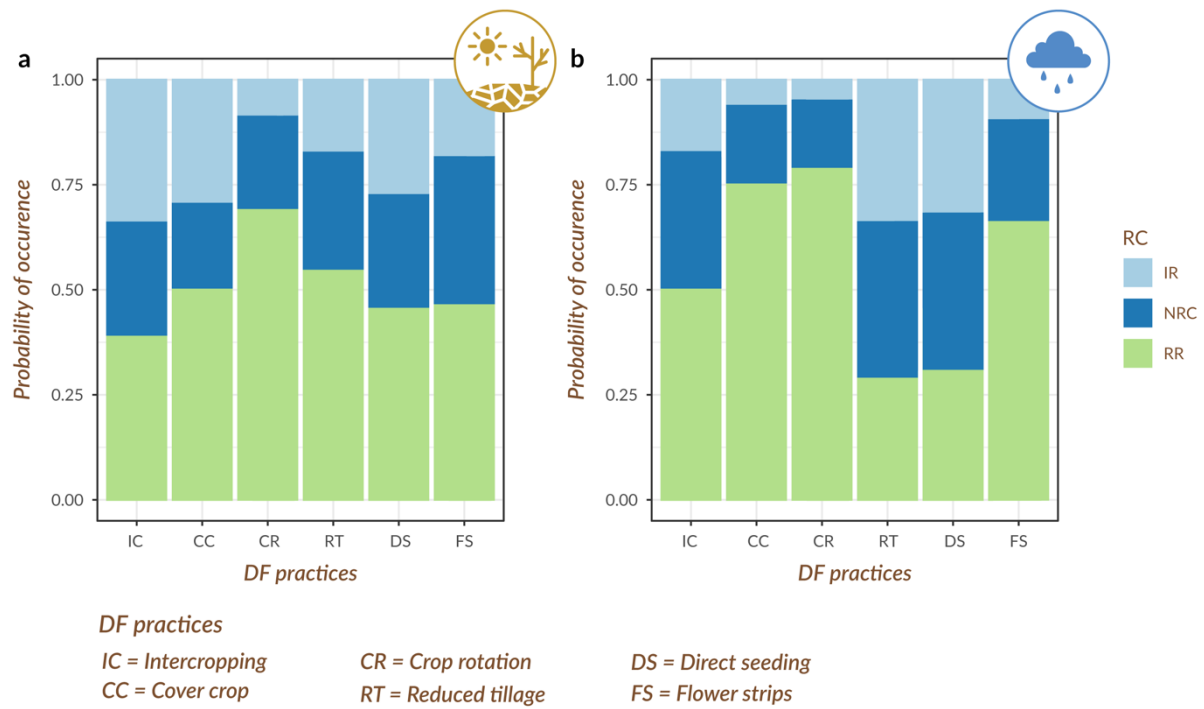 a
b
1.00
0.75
0.50
0.25
0.00
Probability of occurence
IC CC CR RT DS FS
DF practices
1.00
0.75
0.50
0.25
0.00
Probability of occurence
IC CC CR RT DS FS
DF practices
RC
IR
NRC
RR
DF practices
IC = Intercropping CR = Crop rotation DS = Direct seeding
CC = Cover crop RT = Reduced tillage FS = Flower strips